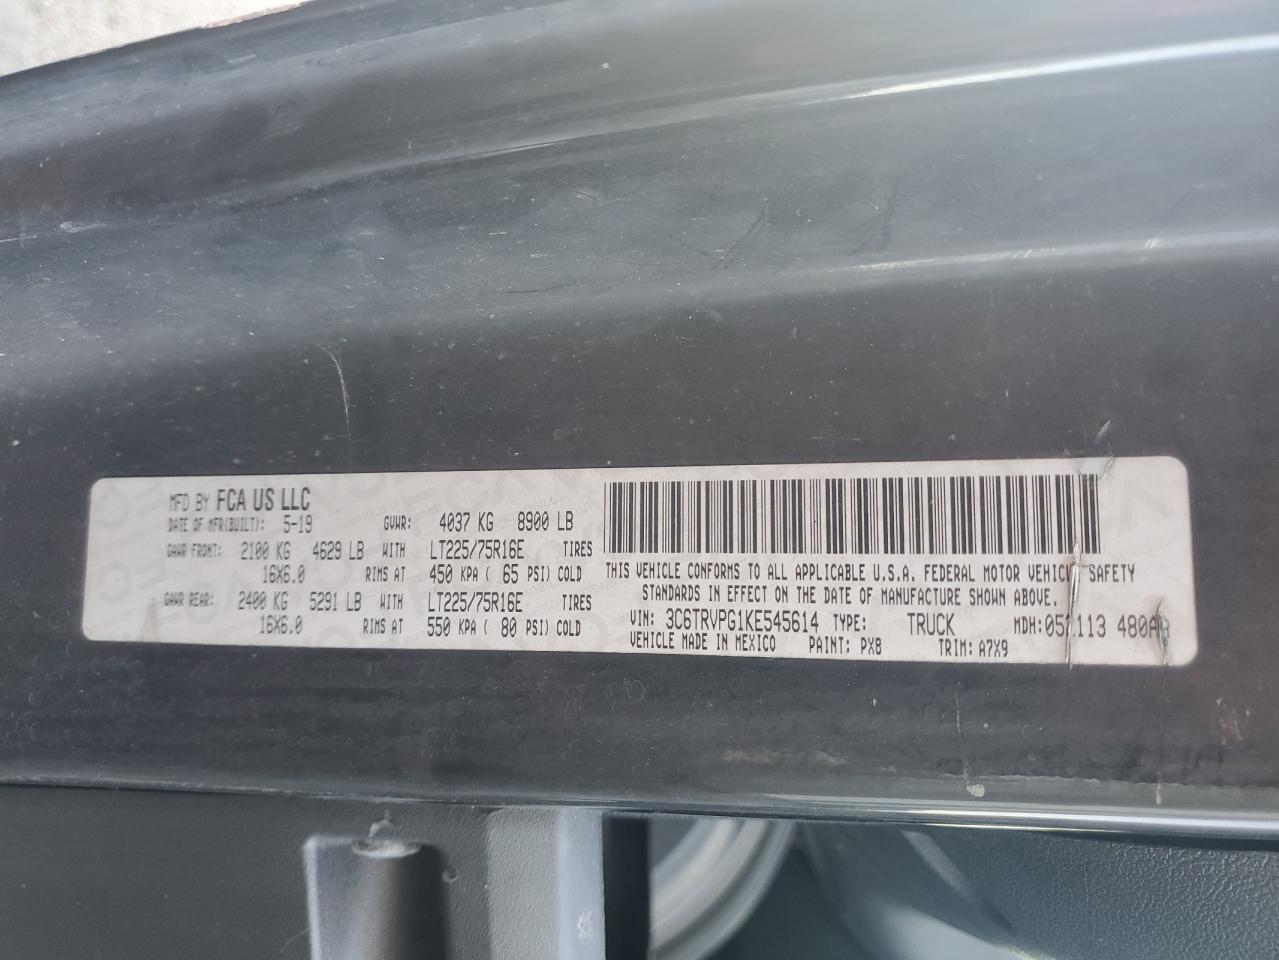 MFD BY FCA US LLC
DATE OF MFR(BUILT): 5-19 GVWR: 4037 KG 8900 LB
GAWR FRONT: 2100 KG 4629 LB WITH LT225/75R16E TIRES
16X6.0 RIMS AT 450 KPA ( 65 PSI) COLD
GAWR REAR: 2400 KG 5291 LB WITH LT225/75R16E TIRES
16X6.0 RIMS AT 550 KPA ( 80 PSI) COLD
THIS VEHICLE CONFORMS TO ALL APPLICABLE U.S.A. FEDERAL MOTOR VEHICLE SAFETY
STANDARDS IN EFFECT ON THE DATE OF MANUFACTURE SHOWN ABOVE.
VIN: 3C6TRVPG1KE545614 TYPE: TRUCK MDH:
VEHICLE MADE IN MEXICO PAINT: PX8 TRIM: A7X9